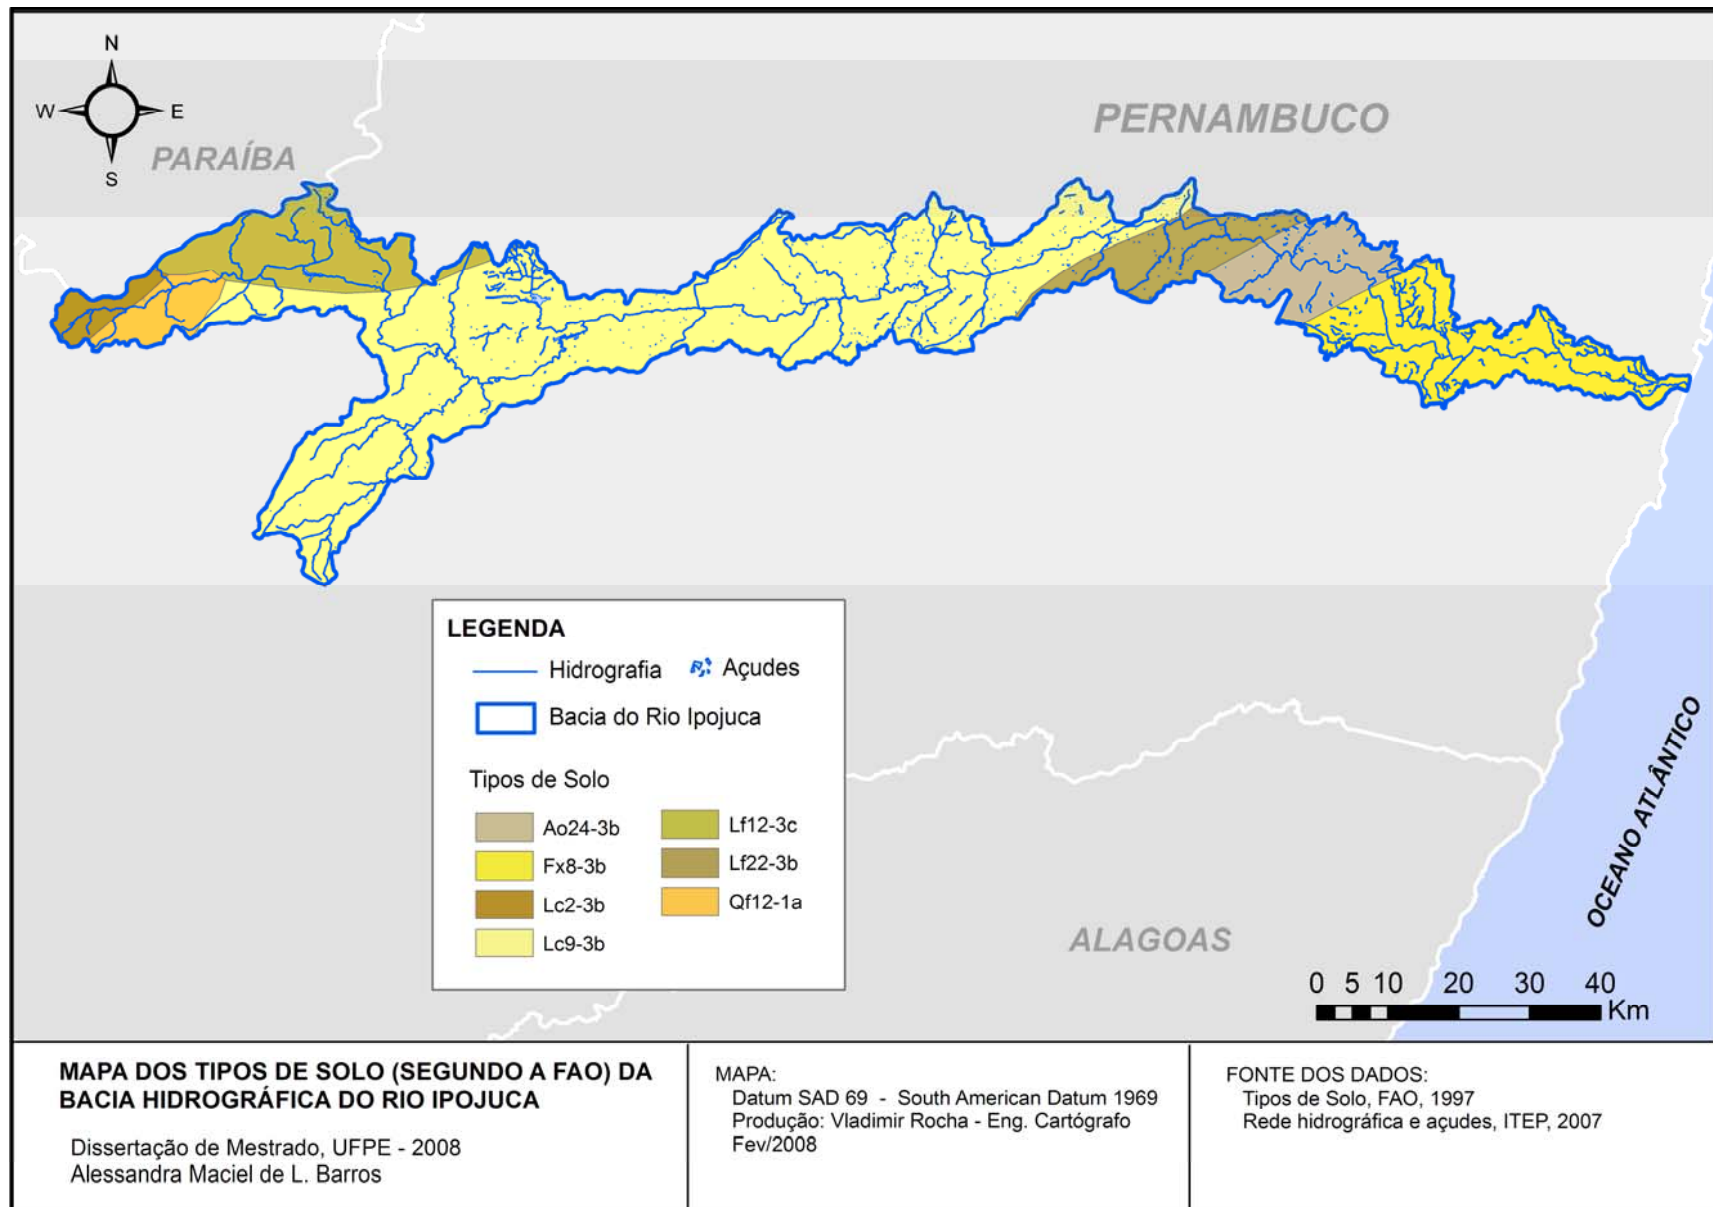 N
W
E
S
PARAÍBA
PERNAMBUCO
LEGENDA
Hidrografia
Açudes
Bacia do Rio Ipojuca
Tipos de Solo
Ao24-3b
Fx8-3b
Lc2-3b
Lc9-3b
Lf12-3c
Lf22-3b
Qf12-1a
ALAGOAS
OCEANO ATLÂNTICO
0 5 10 20 30 40
Km
MAPA DOS TIPOS DE SOLO (SEGUNDO A FAO) DA
BACIA HIDROGRÁFICA DO RIO IPOJUCA
Dissertação de Mestrado, UFPE - 2008
Alessandra Maciel de L. Barros
MAPA:
Datum SAD 69 - South American Datum 1969
Produção: Vladimir Rocha - Eng. Cartógrafo
Fev/2008
FONTE DOS DADOS:
Tipos de Solo, FAO, 1997
Rede hidrográfica e açudes, ITEP, 2007